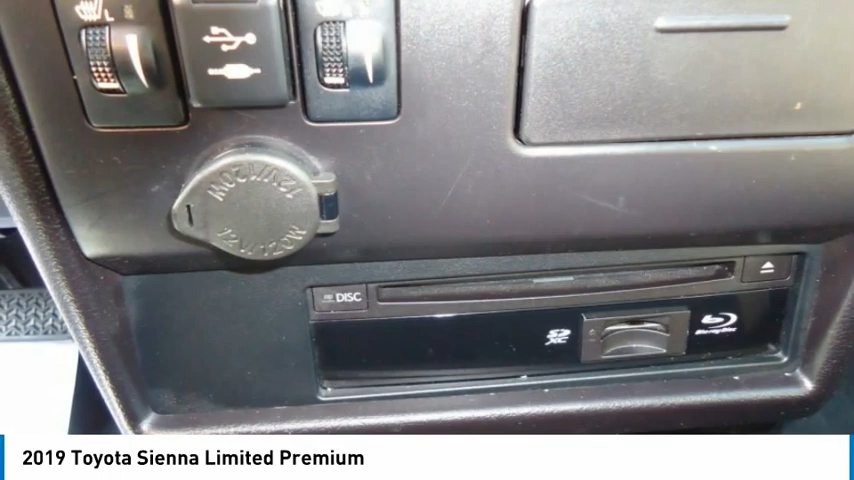 L
12V/120W
12V/120W
DISC
SD
XC
Blu-ray Disc
2019 Toyota Sienna Limited Premium